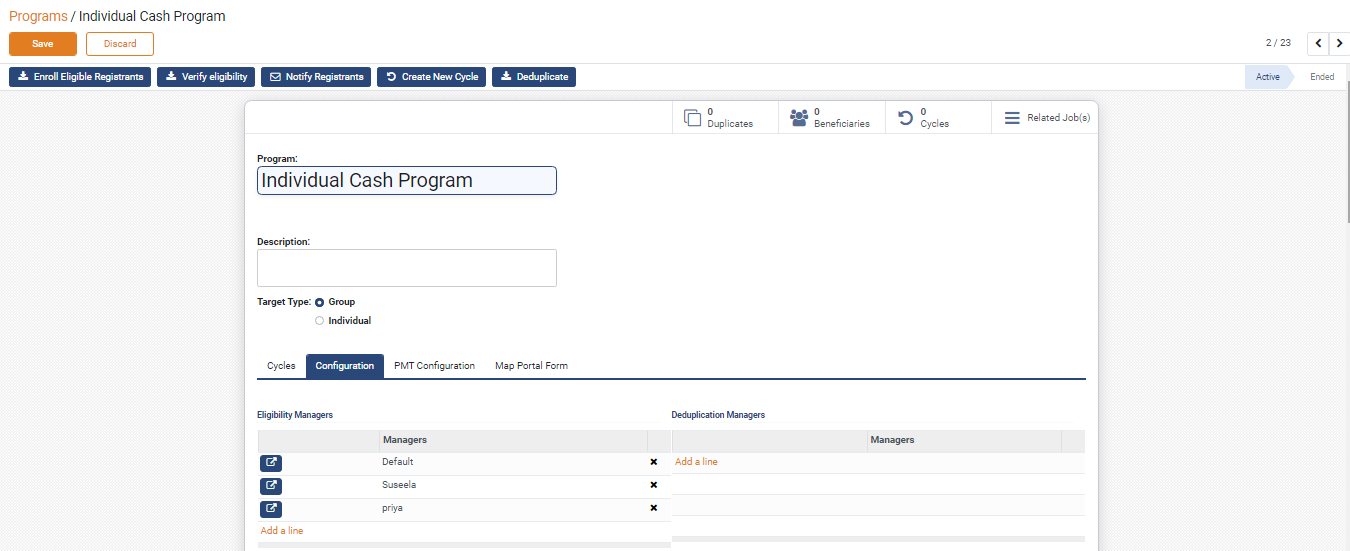 Programs / Individual Cash Program
Save Discard 2 / 23
Enroll Eligible Registrants Verify eligibility Notify Registrants Create New Cycle Deduplicate Active Ended
0 Duplicates 0 Beneficiaries 0 Cycles Related Job(s)
Program:
Individual Cash Program
Description:
Target Type: Group
Individual
Cycles Configuration PMT Configuration Map Portal Form
Eligibility Managers Deduplication Managers
Managers Managers
Default Add a line
Suseela
priya
Add a line